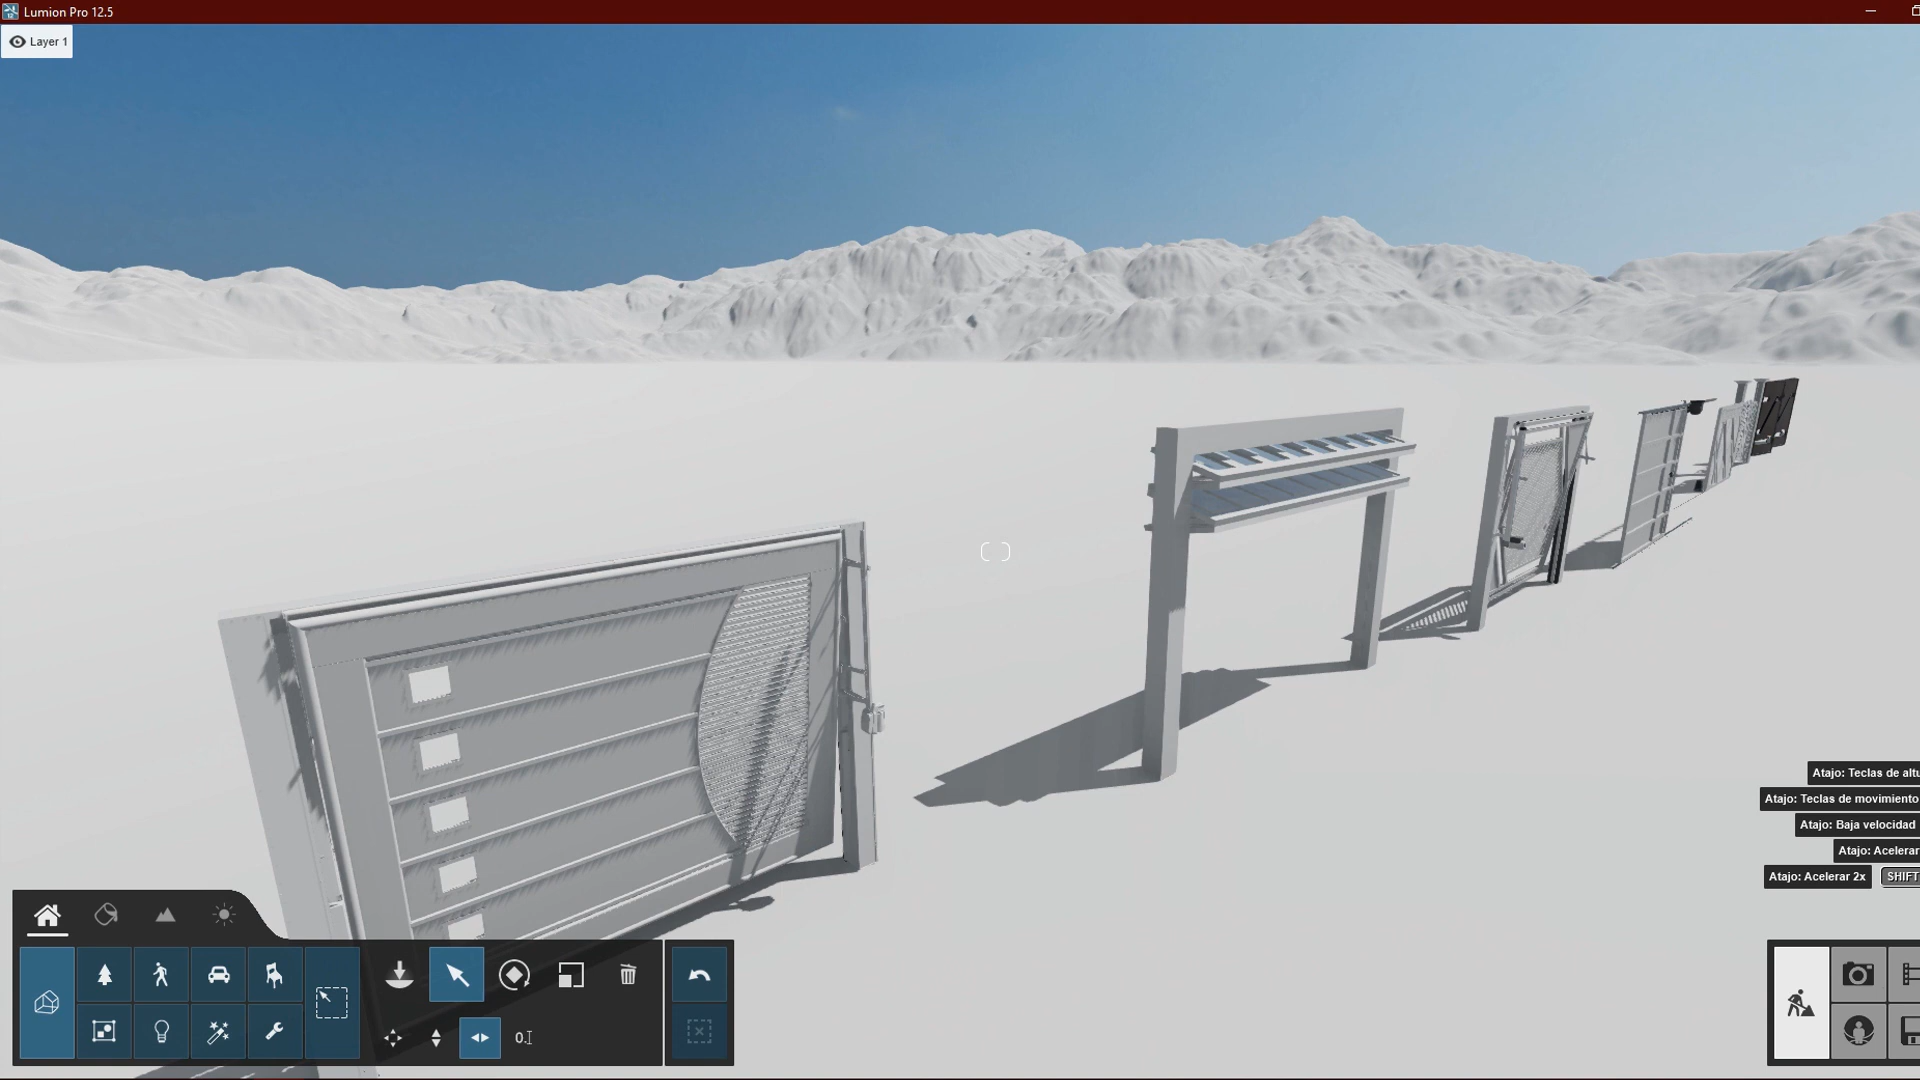 Lumion Pro 12.5
Layer 1
Atajo: Teclas de altu
Atajo: Teclas de movimiento
Atajo: Baja velocidad
Atajo: Acelerar
Atajo: Acelerar 2x SHIFT
0.